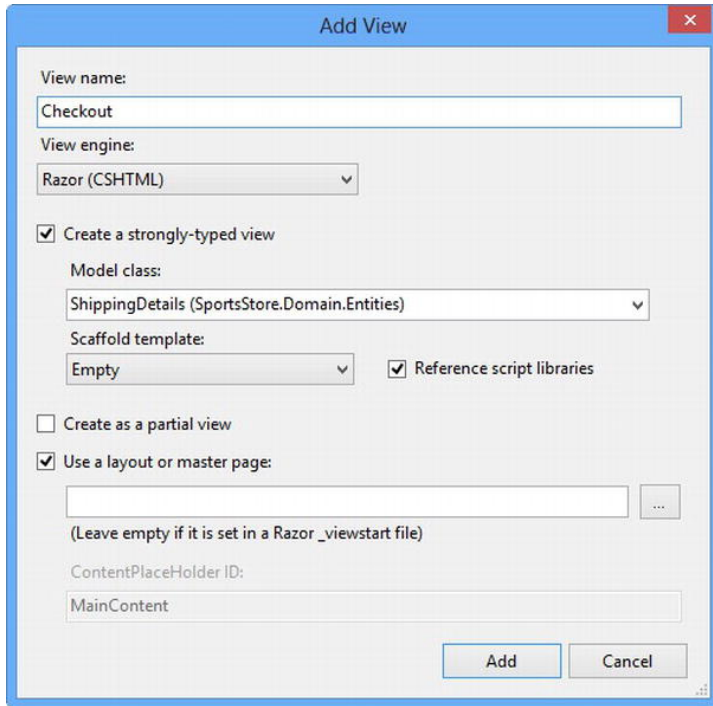 Add View
View name:
Checkout
View engine:
Razor (CSHTML)
Create a strongly-typed view
Model class:
ShippingDetails (SportsStore.Domain.Entities)
Scaffold template:
Empty
Reference script libraries
Create as a partial view
Use a layout or master page:
...
(Leave empty if it is set in a Razor _viewstart file)
ContentPlaceHolder ID:
MainContent
Add Cancel